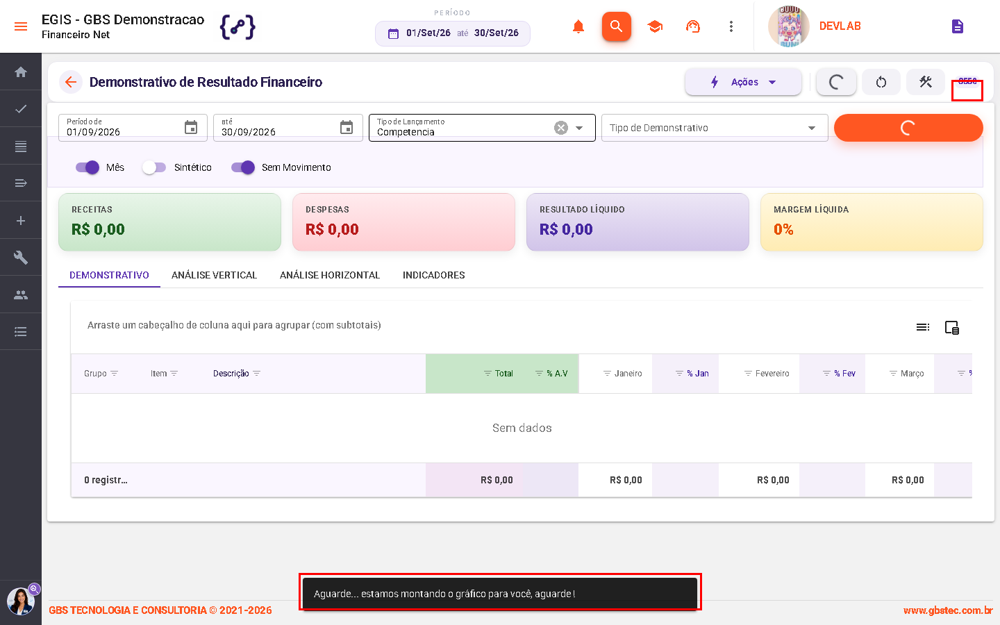 EGIS - GBS Demonstracao
Financeiro Net
PERÍODO
01/Set/26 até 30/Set/26
DEVLAB
Demonstrativo de Resultado Financeiro
Ações
Período de
01/09/2026
até
30/09/2026
Tipo de Lançamento
Competencia
Tipo de Demonstrativo
Mês
Sintético
Sem Movimento
RECEITAS
R$ 0,00
DESPESAS
R$ 0,00
RESULTADO LÍQUIDO
R$ 0,00
MARGEM LÍQUIDA
0%
DEMONSTRATIVO
ANÁLISE VERTICAL
ANÁLISE HORIZONTAL
INDICADORES
Arraste um cabeçalho de coluna aqui para agrupar (com subtotais)
Grupo Item Descrição Total % A.V Janeiro % Jan Fevereiro % Fev Março %
Sem dados
0 registr... R$ 0,00 R$ 0,00 R$ 0,00 R$ 0,00
Aguarde... estamos montando o gráfico para você, aguarde !
GBS TECNOLOGIA E CONSULTORIA © 2021-2026
www.gbstec.com.br